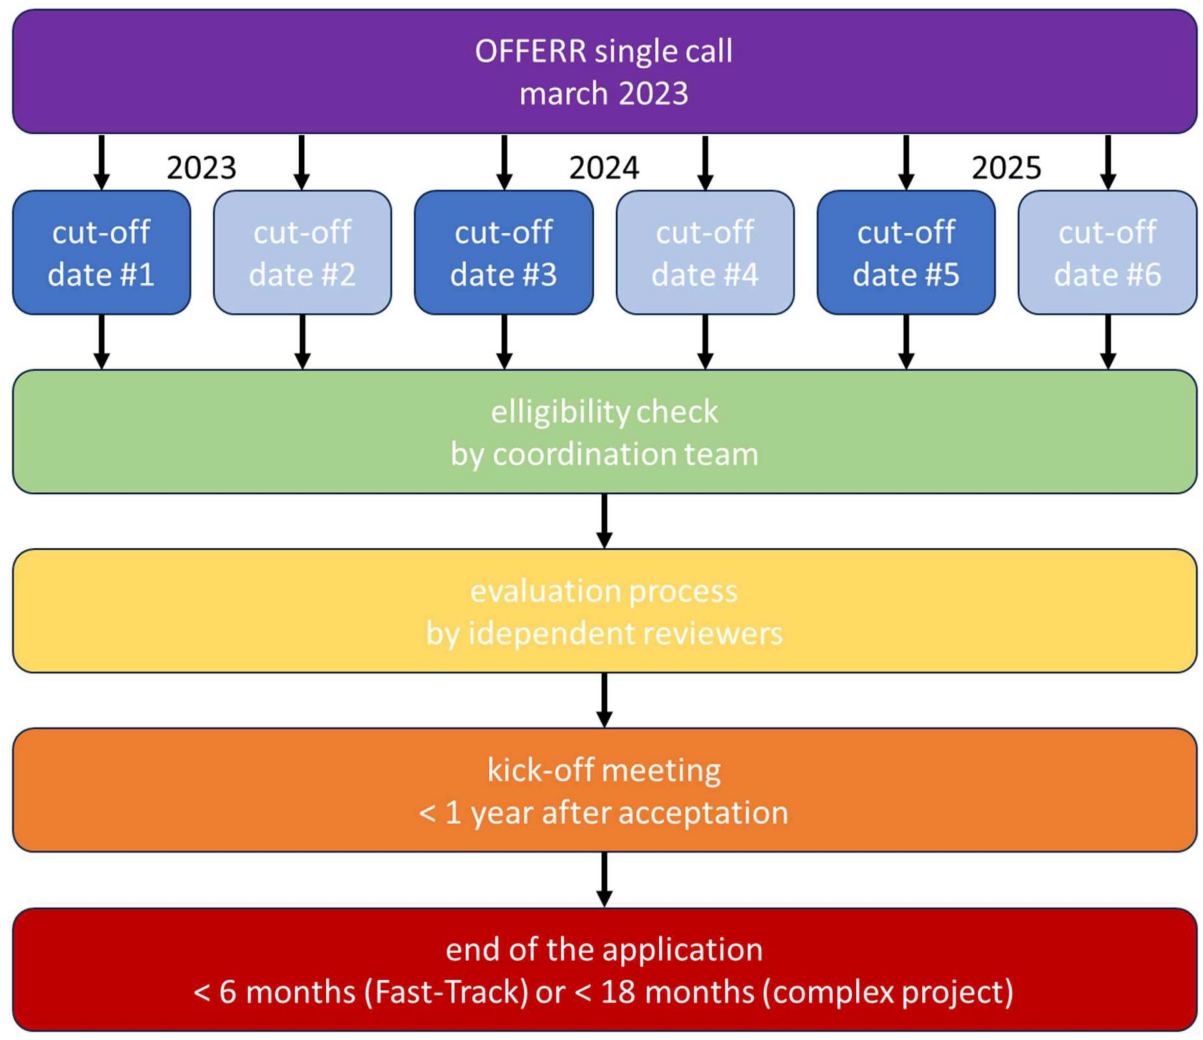 OFFERR single call
march 2023
2023
2024
2025
cut-off
date #1
cut-off
date #2
cut-off
date #3
cut-off
date #4
cut-off
date #5
cut-off
date #6
elligibility check
by coordination team
evaluation process
by idependent reviewers
kick-off meeting
< 1 year after acceptation
end of the application
< 6 months (Fast-Track) or < 18 months (complex project)